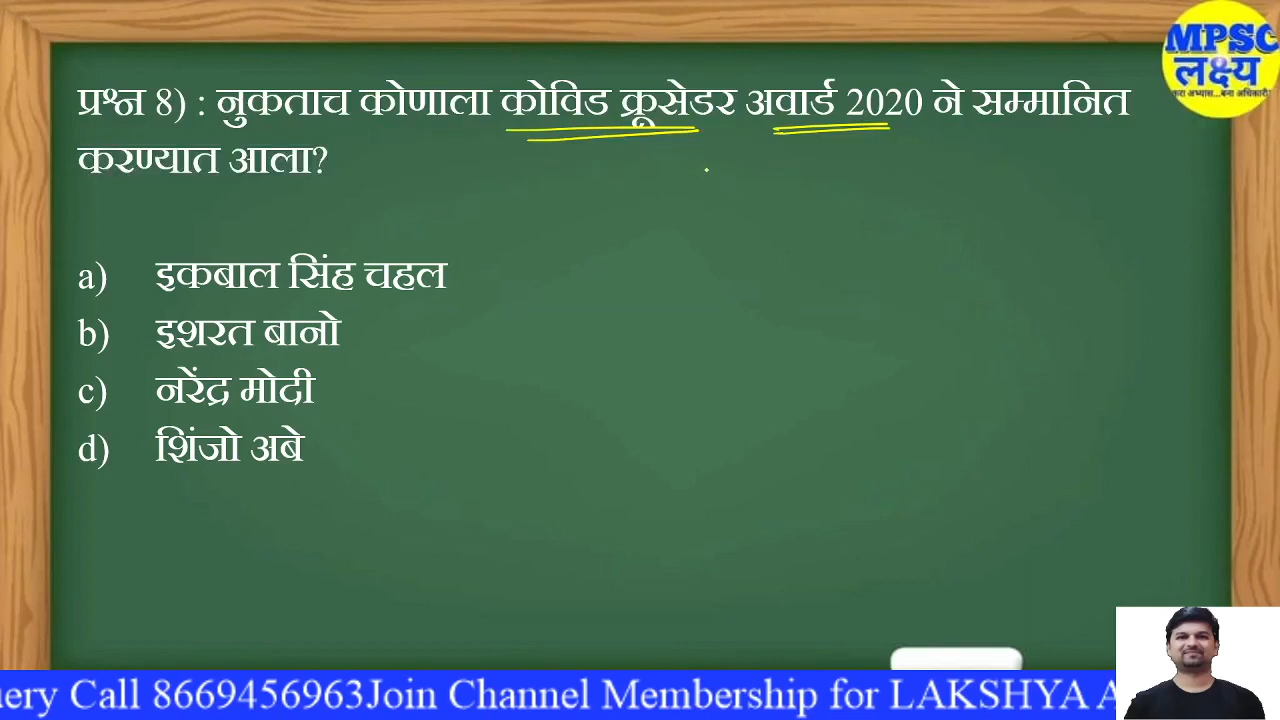 MPSC
लक्ष्य
प्रश्न 8) : नुकताच कोणाला कोविड क्रूसेडर अवार्ड 2020 ने सम्मानित
करण्यात आला?
a) इकबाल सिंह चहल
b) इशरत बानो
c) नरेंद्र मोदी
d) शिंजो अबे
uery Call 8669456963Join Channel Membership for LAKSHYA A